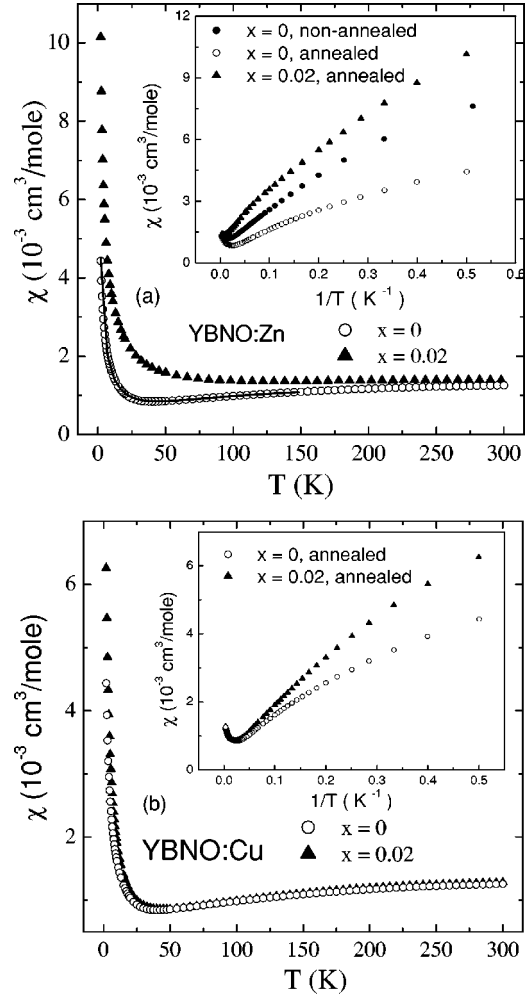 12
9
6
3
0
0.0 0.1 0.2 0.3 0.4 0.5 0.6
χ (10⁻³ cm³/mole)
1/T (K⁻¹)
● x = 0, non-annealed
○ x = 0, annealed
▲ x = 0.02, annealed
10
8
6
4
2
0
χ (10⁻³ cm³/mole)
(a)
YBNO:Zn
○ x = 0
▲ x = 0.02
0 50 100 150 200 250 300
T (K)
6
4
2
0
0.0 0.1 0.2 0.3 0.4 0.5
χ (10⁻³ cm³/mole)
1/T ( K⁻¹)
○ x = 0, annealed
▲ x = 0.02, annealed
6
4
2
χ (10⁻³ cm³/mole)
(b)
YBNO:Cu
○ x = 0
▲ x = 0.02
0 50 100 150 200 250 300
T (K)